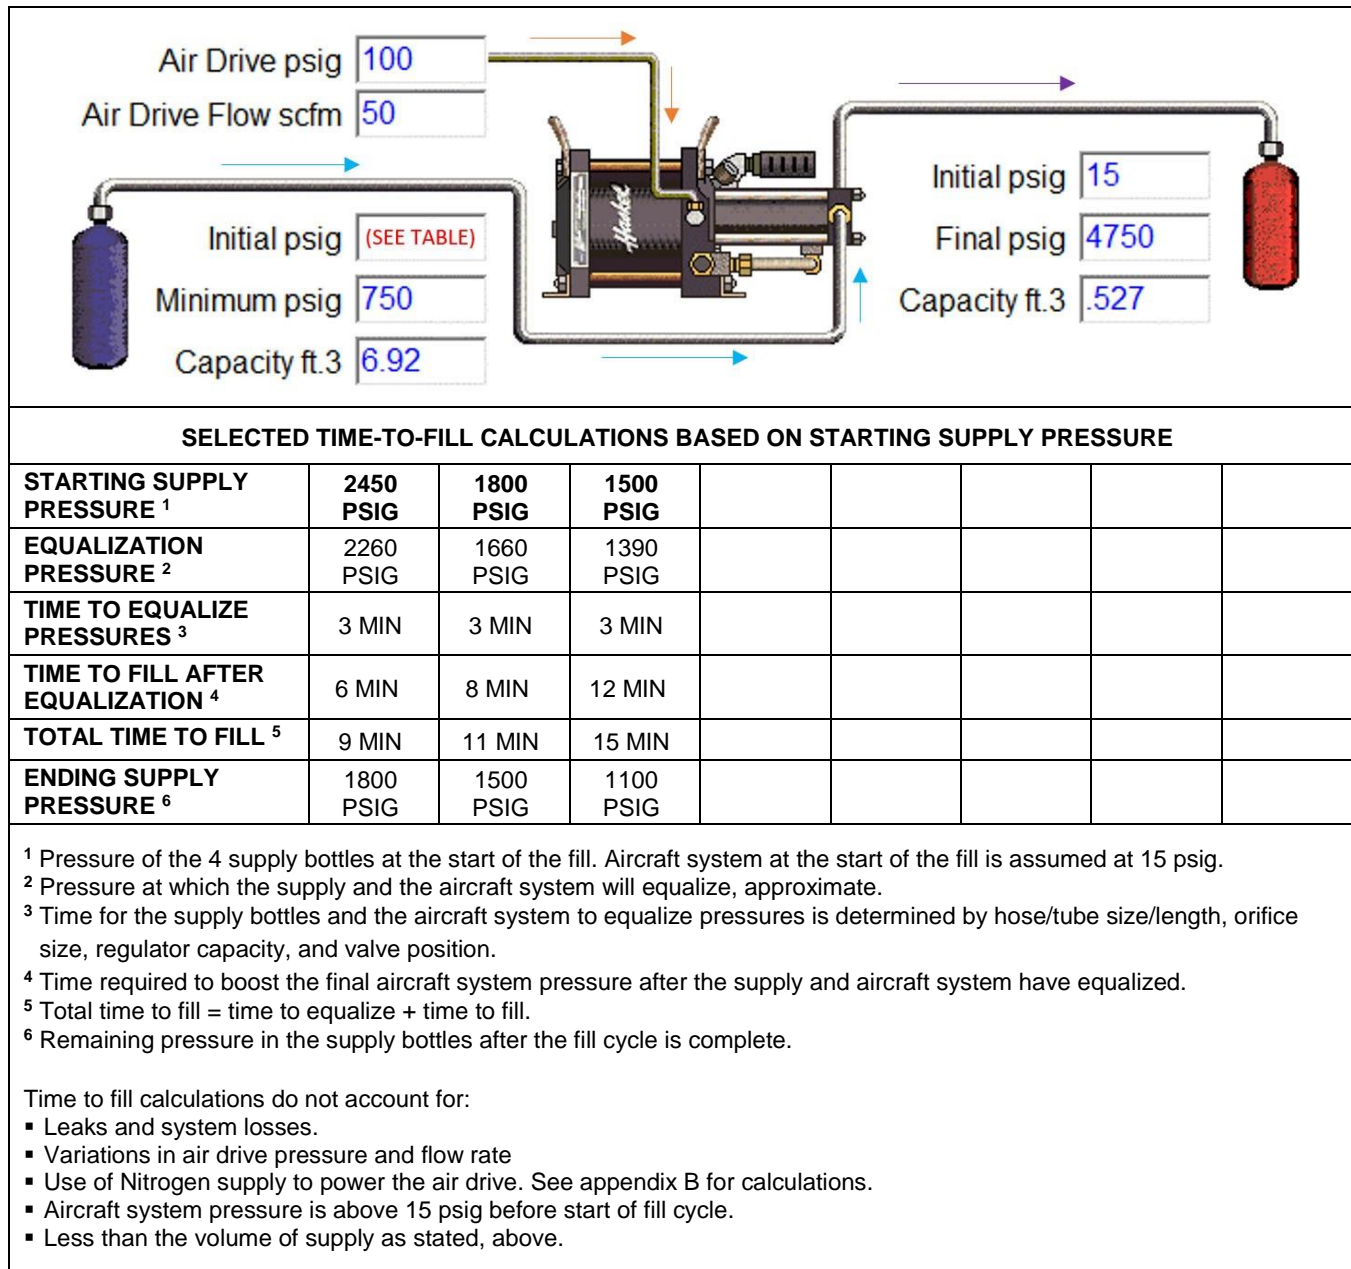 Air Drive psig 100
Air Drive Flow scfm 50
Initial psig (SEE TABLE)
Minimum psig 750
Capacity ft.3 6.92
Haskel
Initial psig 15
Final psig 4750
Capacity ft.3 .527
SELECTED TIME-TO-FILL CALCULATIONS BASED ON STARTING SUPPLY PRESSURE
STARTING SUPPLY
PRESSURE 1
2450
PSIG
1800
PSIG
1500
PSIG
EQUALIZATION
PRESSURE 2
2260
PSIG
1660
PSIG
1390
PSIG
TIME TO EQUALIZE
PRESSURES 3
3 MIN
3 MIN
3 MIN
TIME TO FILL AFTER
EQUALIZATION 4
6 MIN
8 MIN
12 MIN
TOTAL TIME TO FILL 5
9 MIN
11 MIN
15 MIN
ENDING SUPPLY
PRESSURE 6
1800
PSIG
1500
PSIG
1100
PSIG
1 Pressure of the 4 supply bottles at the start of the fill. Aircraft system at the start of the fill is assumed at 15 psig.
2 Pressure at which the supply and the aircraft system will equalize, approximate.
3 Time for the supply bottles and the aircraft system to equalize pressures is determined by hose/tube size/length, orifice
size, regulator capacity, and valve position.
4 Time required to boost the final aircraft system pressure after the supply and aircraft system have equalized.
5 Total time to fill = time to equalize + time to fill.
6 Remaining pressure in the supply bottles after the fill cycle is complete.
Time to fill calculations do not account for:
▪ Leaks and system losses.
▪ Variations in air drive pressure and flow rate
▪ Use of Nitrogen supply to power the air drive. See appendix B for calculations.
▪ Aircraft system pressure is above 15 psig before start of fill cycle.
▪ Less than the volume of supply as stated, above.